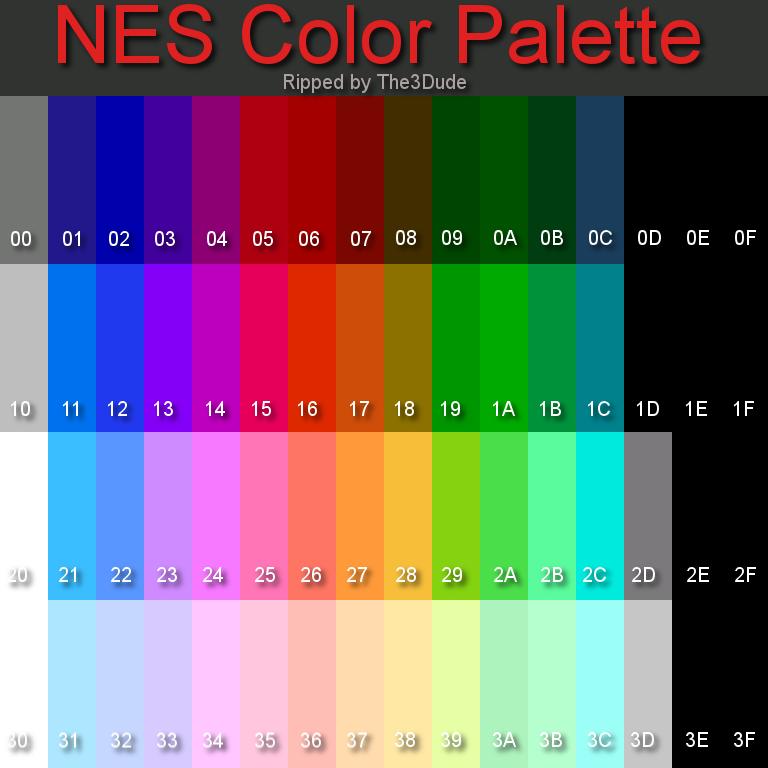 NES Color Palette
Ripped by The3Dude
00 01 02 03 04 05 06 07 08 09 0A 0B 0C 0D 0E 0F
10 11 12 13 14 15 16 17 18 19 1A 1B 1C 1D 1E 1F
20 21 22 23 24 25 26 27 28 29 2A 2B 2C 2D 2E 2F
30 31 32 33 34 35 36 37 38 39 3A 3B 3C 3D 3E 3F